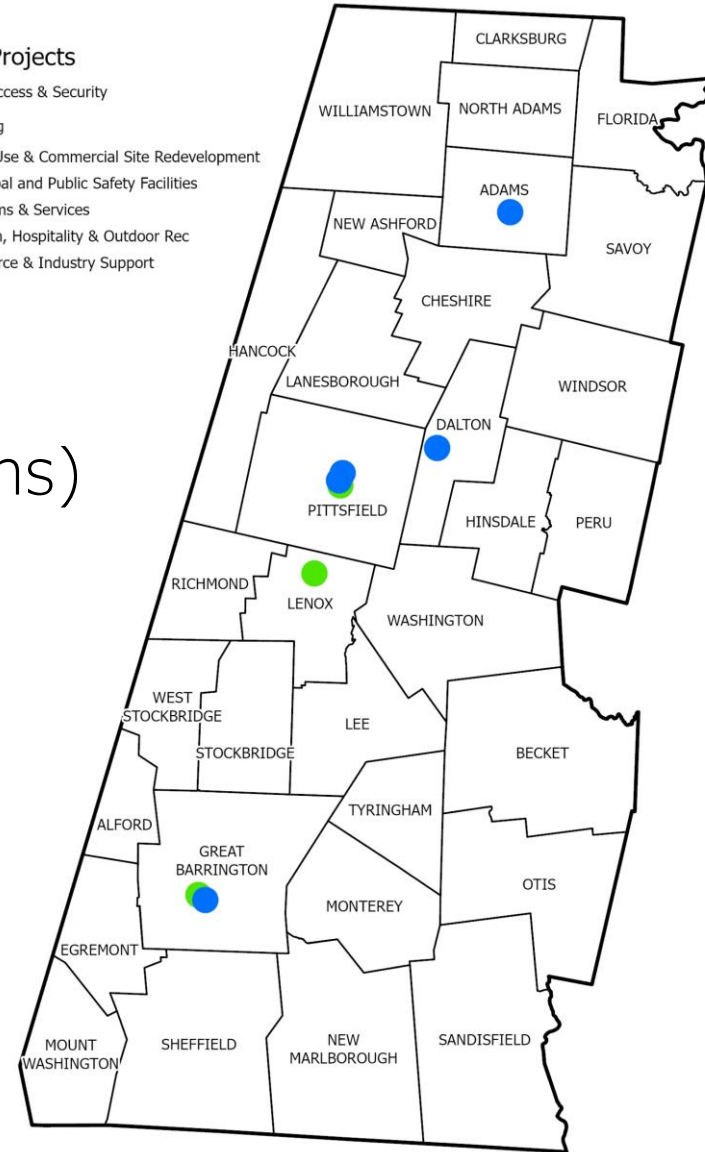 Projects
ccess & Security
g
Use & Commercial Site Redevelopment
pal and Public Safety Facilities
ms & Services
n, Hospitality & Outdoor Rec
rce & Industry Support
ns)
CLARKSBURG
WILLIAMSTOWN
NORTH ADAMS
FLORIDA
ADAMS
NEW ASHFORD
SAVOY
CHESHIRE
HANCOCK
LANESBOROUGH
WINDSOR
DALTON
PITTSFIELD
HINSDALE
PERU
RICHMOND
LENOX
WASHINGTON
WEST
STOCKBRIDGE
STOCKBRIDGE
LEE
BECKET
TYRINGHAM
ALFORD
GREAT
BARRINGTON
OTIS
MONTEREY
EGREMONT
MOUNT
WASHINGTON
SHEFFIELD
NEW
MARLBOROUGH
SANDISFIELD